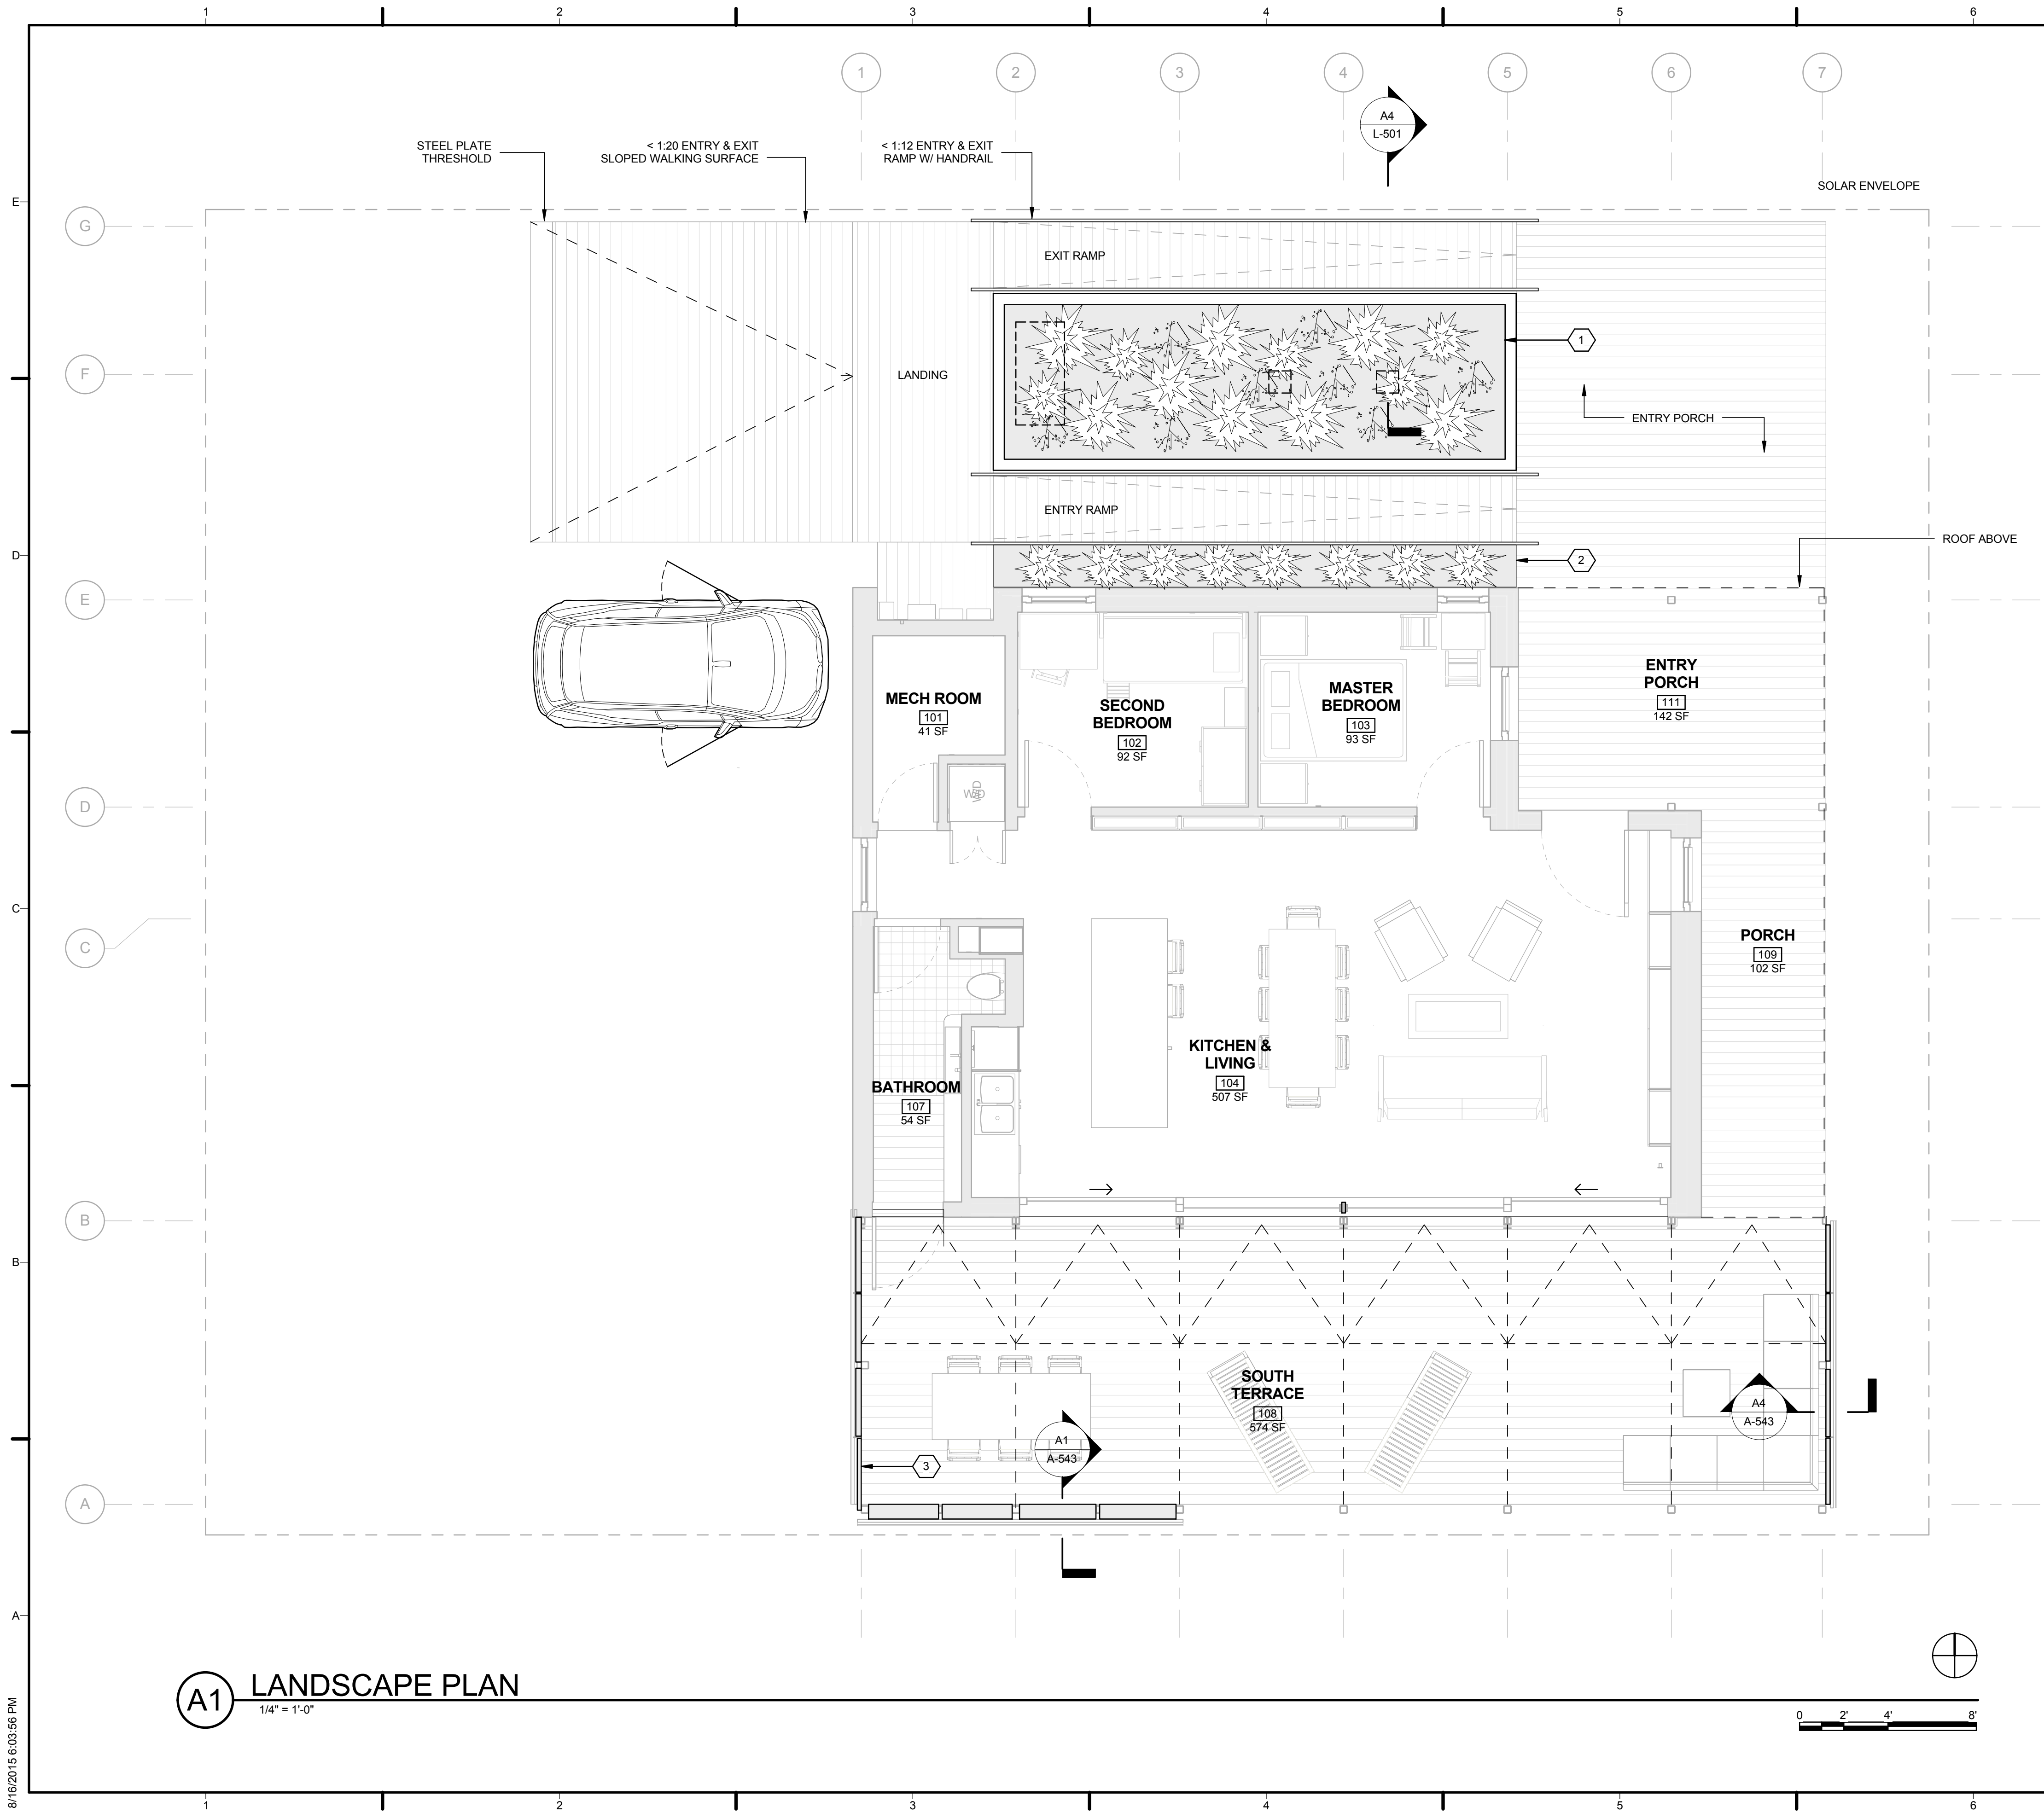 1 2 3 4 5 6
1 2 3 4 5 6 7
A4
L-501
STEEL PLATE
THRESHOLD
< 1:20 ENTRY & EXIT
SLOPED WALKING SURFACE
< 1:12 ENTRY & EXIT
RAMP W/ HANDRAIL
SOLAR ENVELOPE
E
G
EXIT RAMP
1
F
LANDING
ENTRY PORCH
ENTRY RAMP
ROOF ABOVE
D
2
E
MECH ROOM
101
41 SF
SECOND
BEDROOM
102
92 SF
MASTER
BEDROOM
103
93 SF
ENTRY
PORCH
111
142 SF
D
W/D
C
C
PORCH
109
102 SF
KITCHEN &
LIVING
104
507 SF
BATHROOM
107
54 SF
B
B
SOUTH
TERRACE
108
574 SF
A4
A-543
A1
A-543
3
A
A
A1
LANDSCAPE PLAN
1/4" = 1'-0"
0 2' 4' 8'
8/16/2015 6:03:56 PM
1 2 3 4 5 6